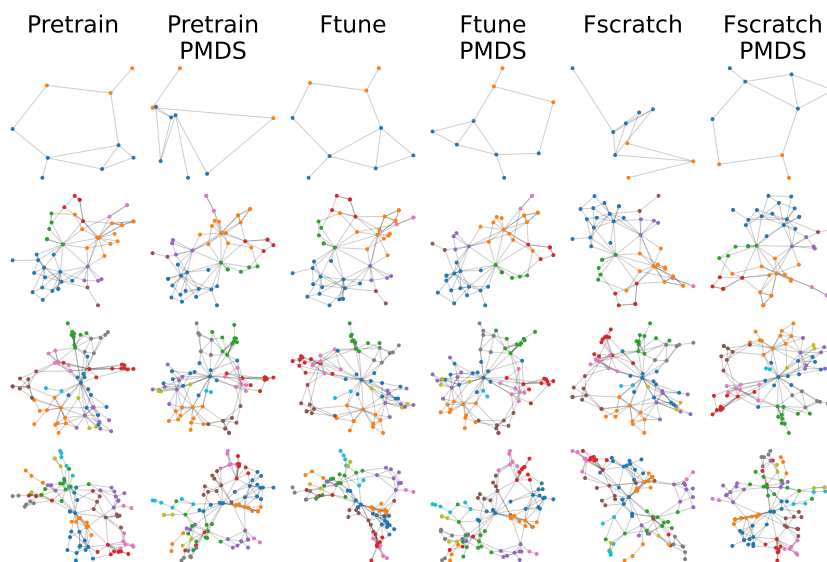 Pretrain
Pretrain
PMDS
Ftune
Ftune
PMDS
Fscratch
Fscratch
PMDS